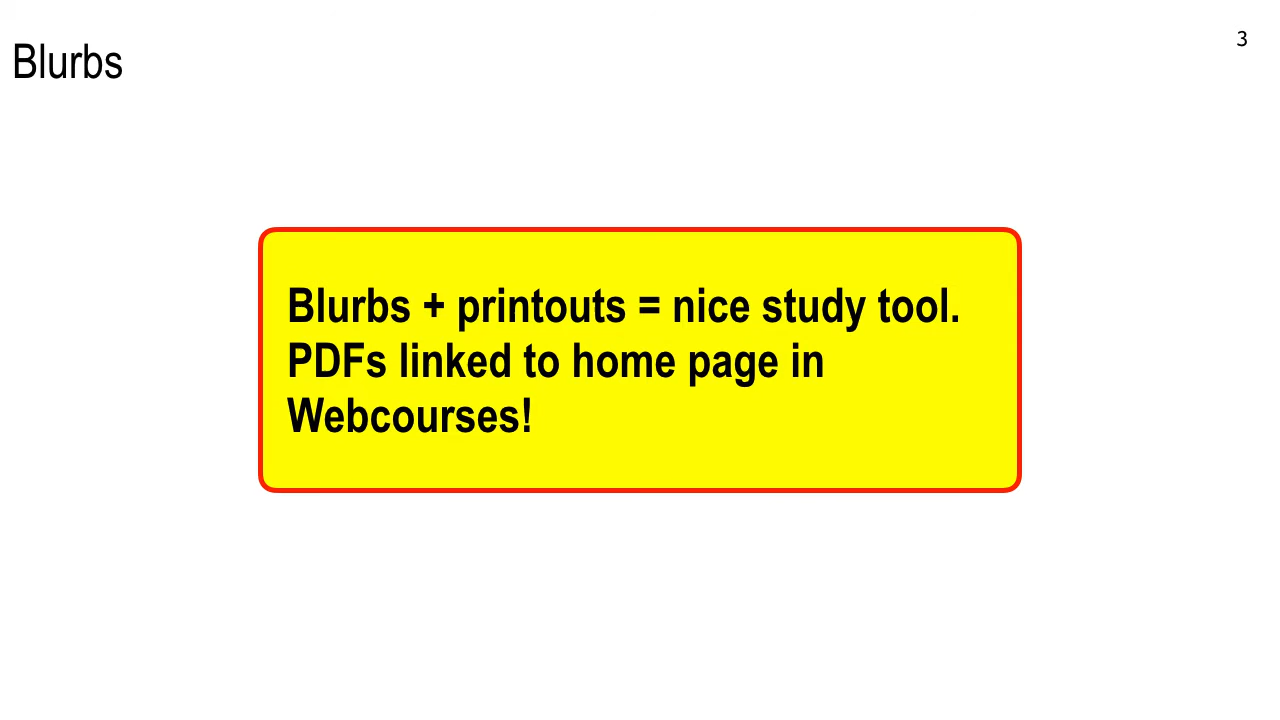 Blurbs
3
Blurbs + printouts = nice study tool.
PDFs linked to home page in
Webcourses!